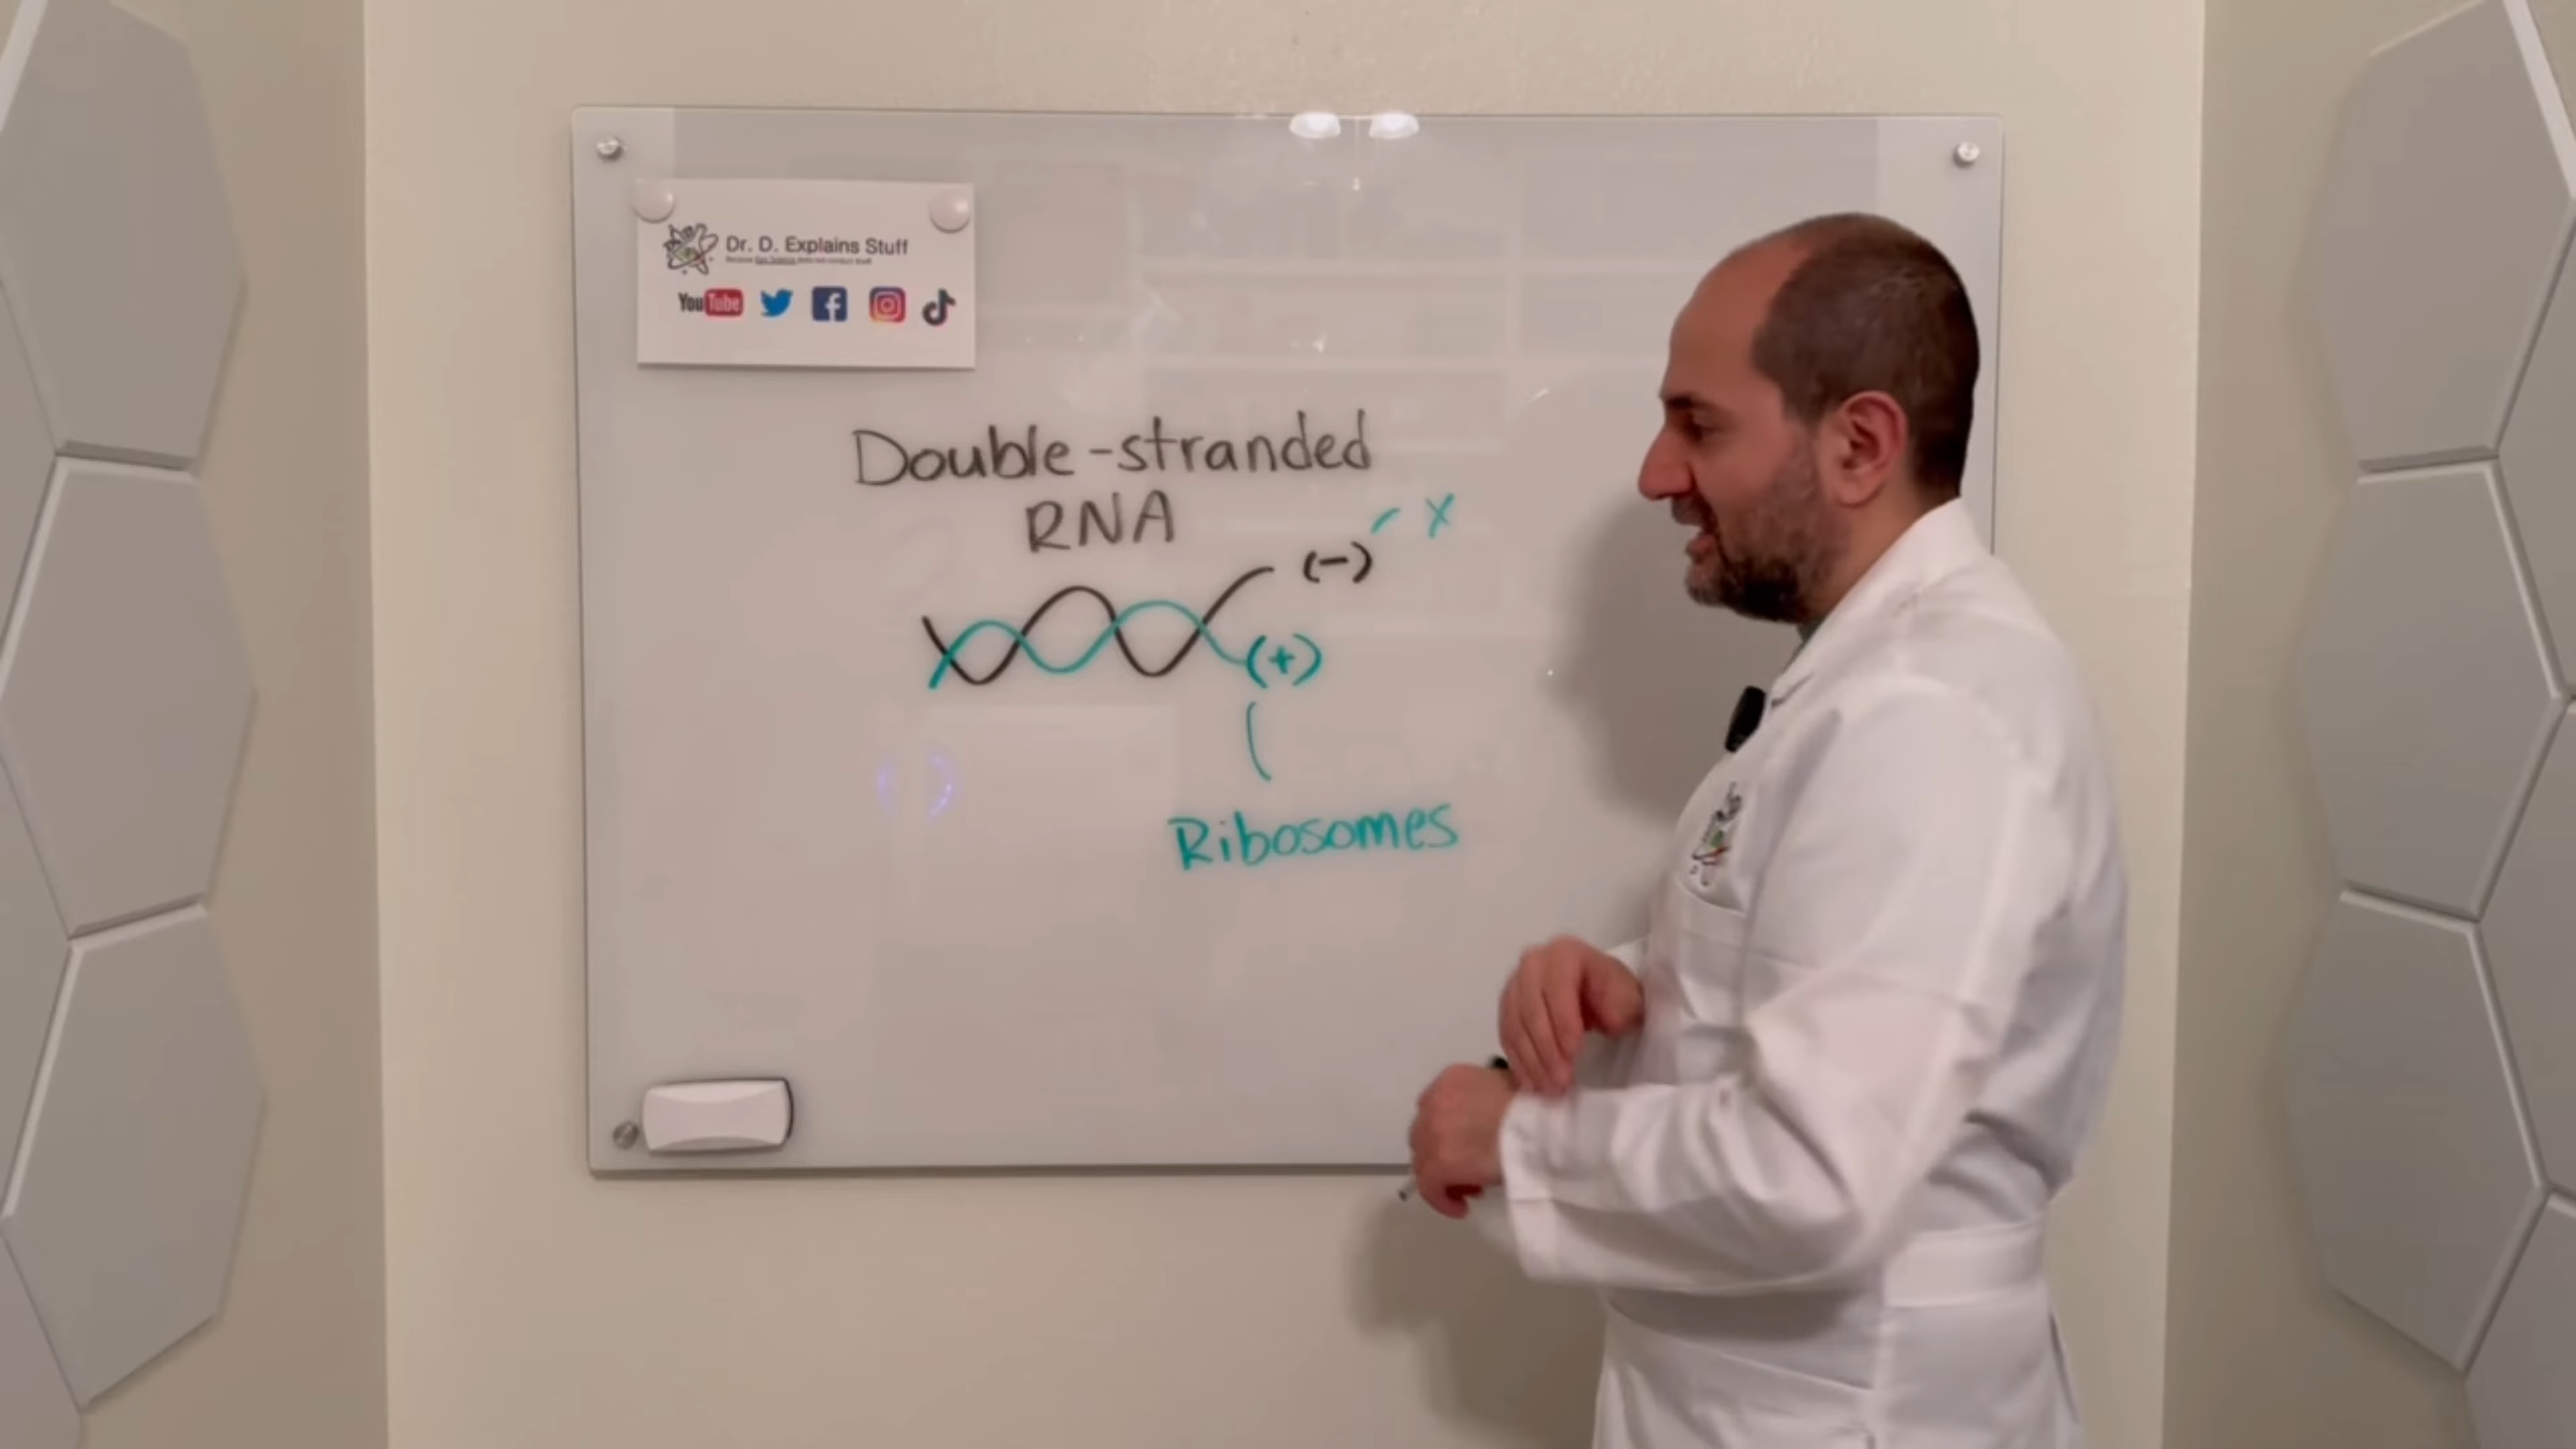 Dr. D. Explains Stuff
YouTube
Double-stranded
RNA
(-) X
(+)
Ribosomes